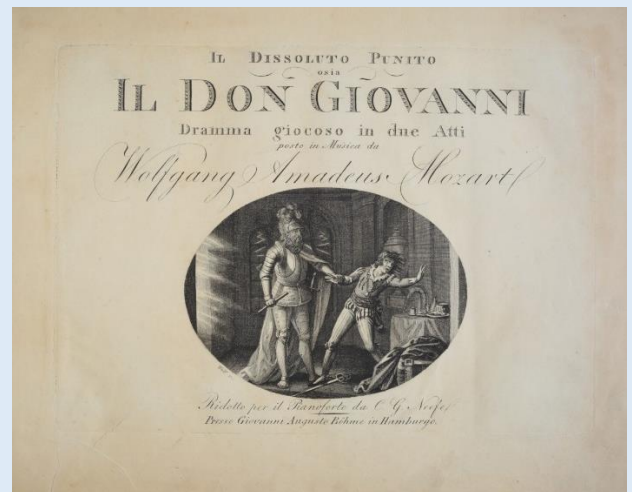 IL DISSOLUTO PUNITO
osia
IL DON GIOVANNI
Dramma giocoso in due Atti
posto in Musica da
Wolfgang Amadeus Mozart
Ridotto per il Pianoforte da C. G. Neefe,
Presso Giovanni Augusto Böhme in Hamburgo.